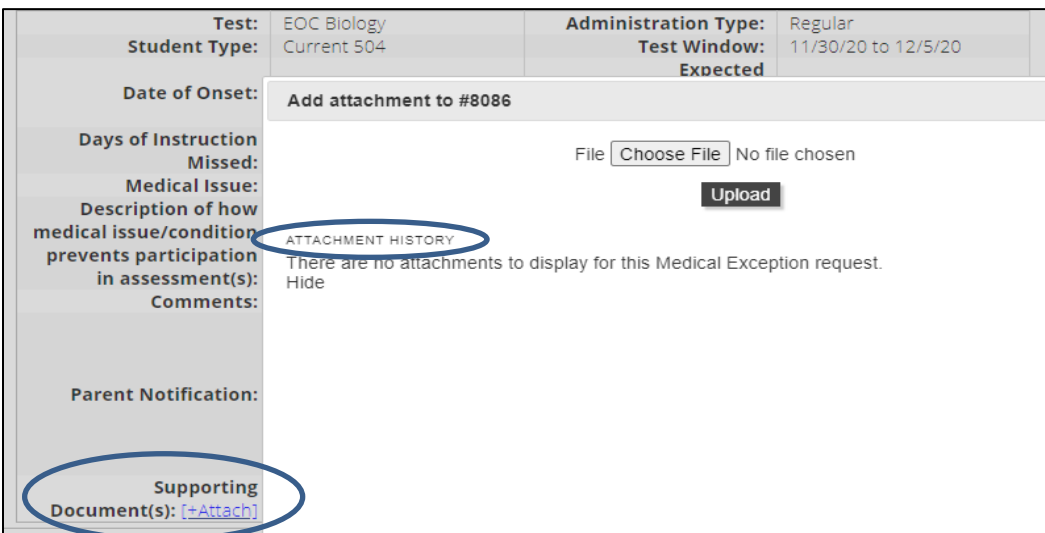 Test: EOC Biology Administration Type: Regular
Student Type: Current 504 Test Window: 11/30/20 to 12/5/20
Expected
Date of Onset:
Add attachment to #8086
Days of Instruction
Missed:
File Choose File No file chosen
Medical Issue:
Upload
Description of how
medical issue/condition
prevents participation
in assessment(s):
ATTACHMENT HISTORY
There are no attachments to display for this Medical Exception request.
Hide
Comments:
Parent Notification:
Supporting
Document(s): [+Attach]